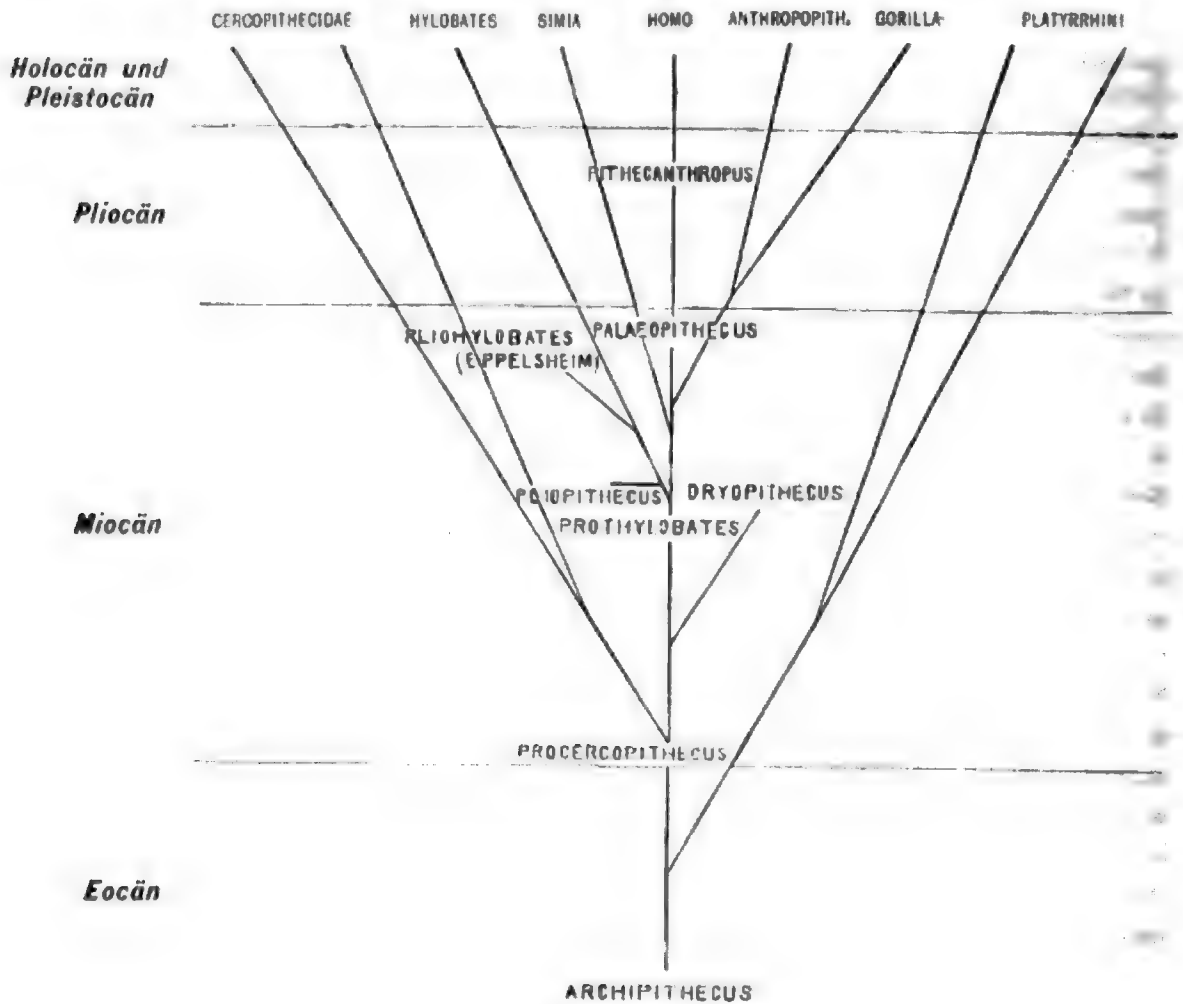 CERCOPITHECIDAE HYLOBATES SIMIA HOMO ANTHROPOPITH. GORILLA PLATYRRHINI
Holocän und
Pleistocän
PITHECANTHROPUS
Pliocän
PLIOHYLOBATES
(EPPELSHEIM)
PALAEOPITHECUS
PLIOPITHECUS DRYOPITHECUS
Miocän
PROTHYLOBATES
PROCERCOPITHECUS
Eocän
ARCHIPITHECUS